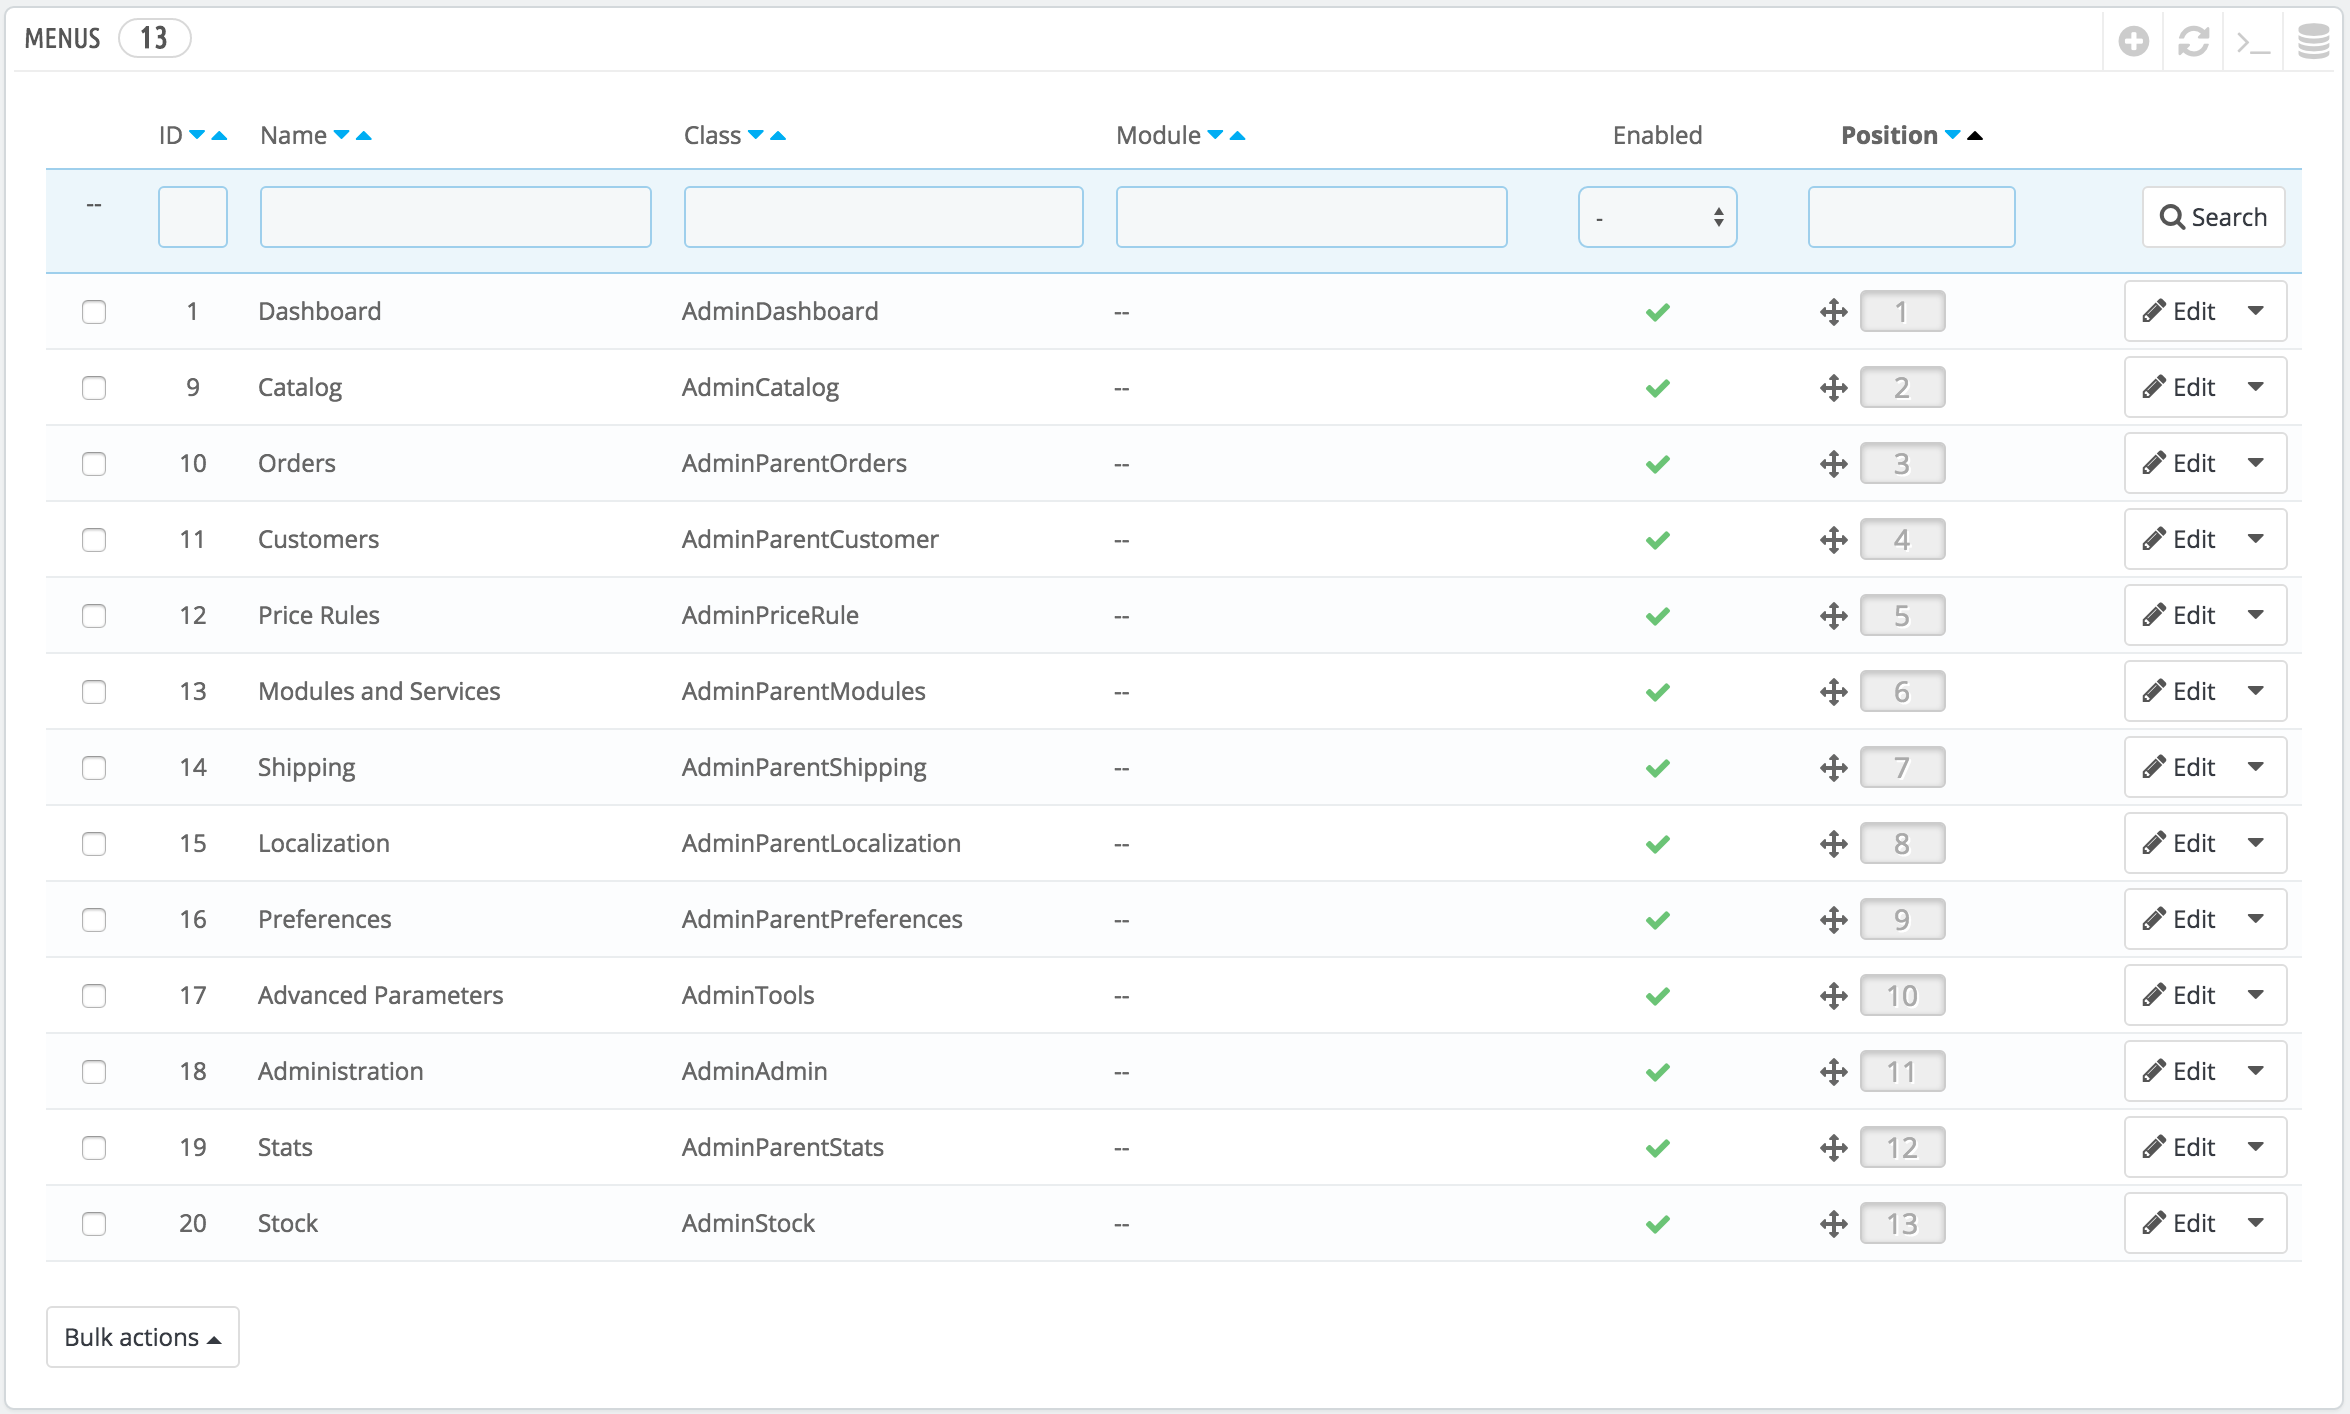 MENUS 13
ID Name Class Module Enabled Position
-- - Search
1 Dashboard AdminDashboard -- 1 Edit
9 Catalog AdminCatalog -- 2 Edit
10 Orders AdminParentOrders -- 3 Edit
11 Customers AdminParentCustomer -- 4 Edit
12 Price Rules AdminPriceRule -- 5 Edit
13 Modules and Services AdminParentModules -- 6 Edit
14 Shipping AdminParentShipping -- 7 Edit
15 Localization AdminParentLocalization -- 8 Edit
16 Preferences AdminParentPreferences -- 9 Edit
17 Advanced Parameters AdminTools -- 10 Edit
18 Administration AdminAdmin -- 11 Edit
19 Stats AdminParentStats -- 12 Edit
20 Stock AdminStock -- 13 Edit
Bulk actions